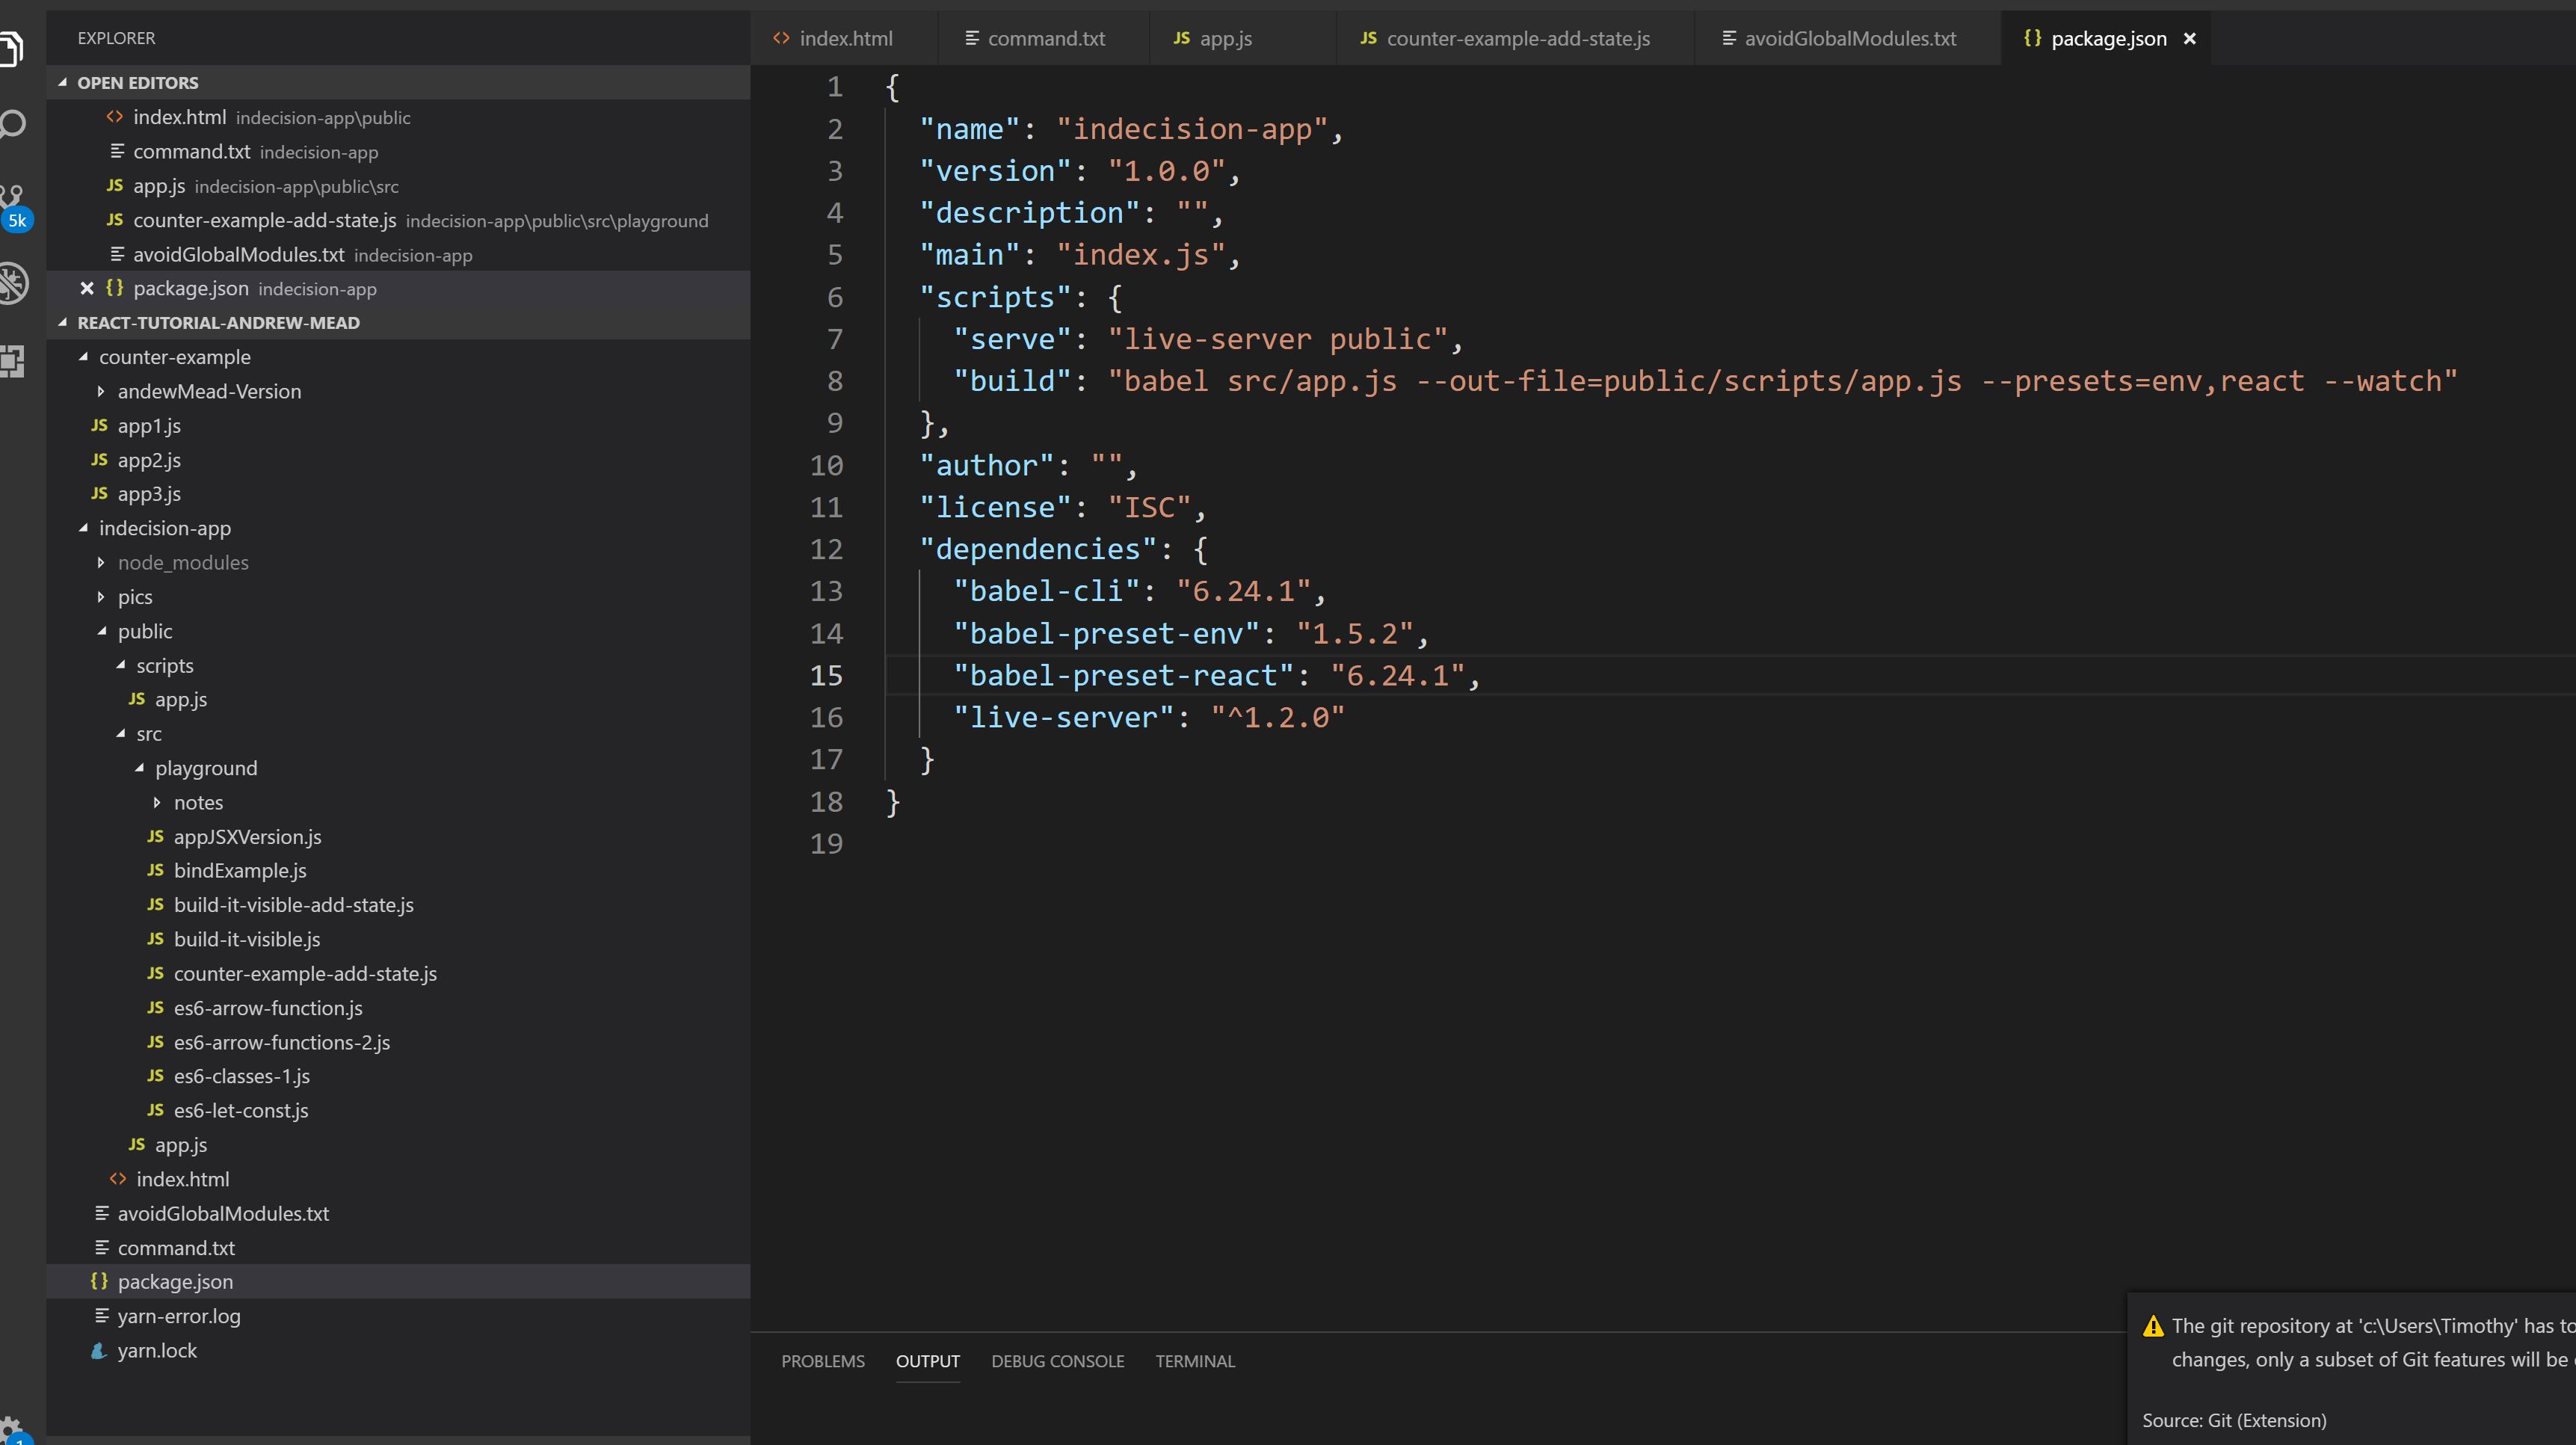 EXPLORER
OPEN EDITORS
index.html indecision-app\public
command.txt indecision-app
JS app.js indecision-app\public\src
JS counter-example-add-state.js indecision-app\public\src\playground
avoidGlobalModules.txt indecision-app
{} package.json indecision-app
REACT-TUTORIAL-ANDREW-MEAD
counter-example
andewMead-Version
JS app1.js
JS app2.js
JS app3.js
indecision-app
node_modules
pics
public
scripts
JS app.js
src
playground
notes
JS appJSXVersion.js
JS bindExample.js
JS build-it-visible-add-state.js
JS build-it-visible.js
JS counter-example-add-state.js
JS es6-arrow-function.js
JS es6-arrow-functions-2.js
JS es6-classes-1.js
JS es6-let-const.js
JS app.js
<> index.html
avoidGlobalModules.txt
command.txt
{} package.json
yarn-error.log
yarn.lock
5k
1
<> index.html command.txt JS app.js JS counter-example-add-state.js avoidGlobalModules.txt {} package.json
1 {
2 "name": "indecision-app",
3 "version": "1.0.0",
4 "description": "",
5 "main": "index.js",
6 "scripts": {
7 "serve": "live-server public",
8 "build": "babel src/app.js --out-file=public/scripts/app.js --presets=env,react --watch"
9 },
10 "author": "",
11 "license": "ISC",
12 "dependencies": {
13 "babel-cli": "6.24.1",
14 "babel-preset-env": "1.5.2",
15 "babel-preset-react": "6.24.1",
16 "live-server": "^1.2.0"
17 }
18 }
19
PROBLEMS OUTPUT DEBUG CONSOLE TERMINAL
The git repository at 'c:\Users\Timothy' has to
changes, only a subset of Git features will be
Source: Git (Extension)